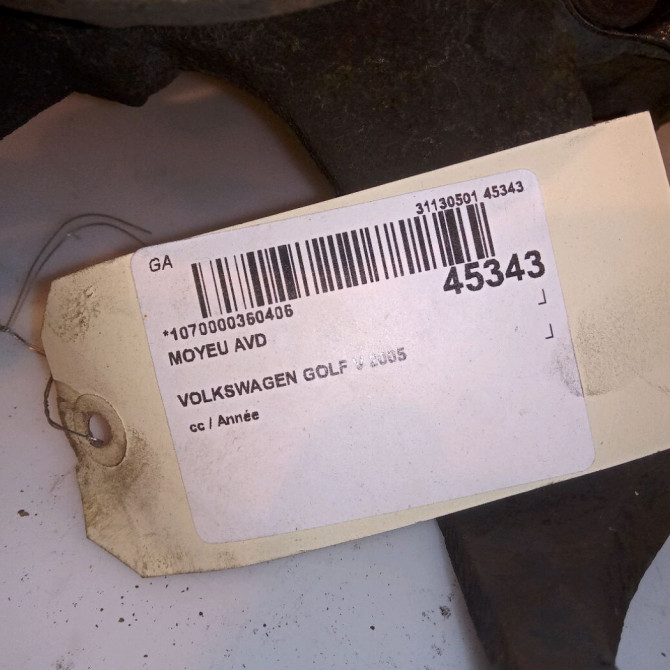 31130501 45343
GA
45343
*1070000360406
MOYEU AVD
VOLKSWAGEN GOLF V 2005
cc / Année